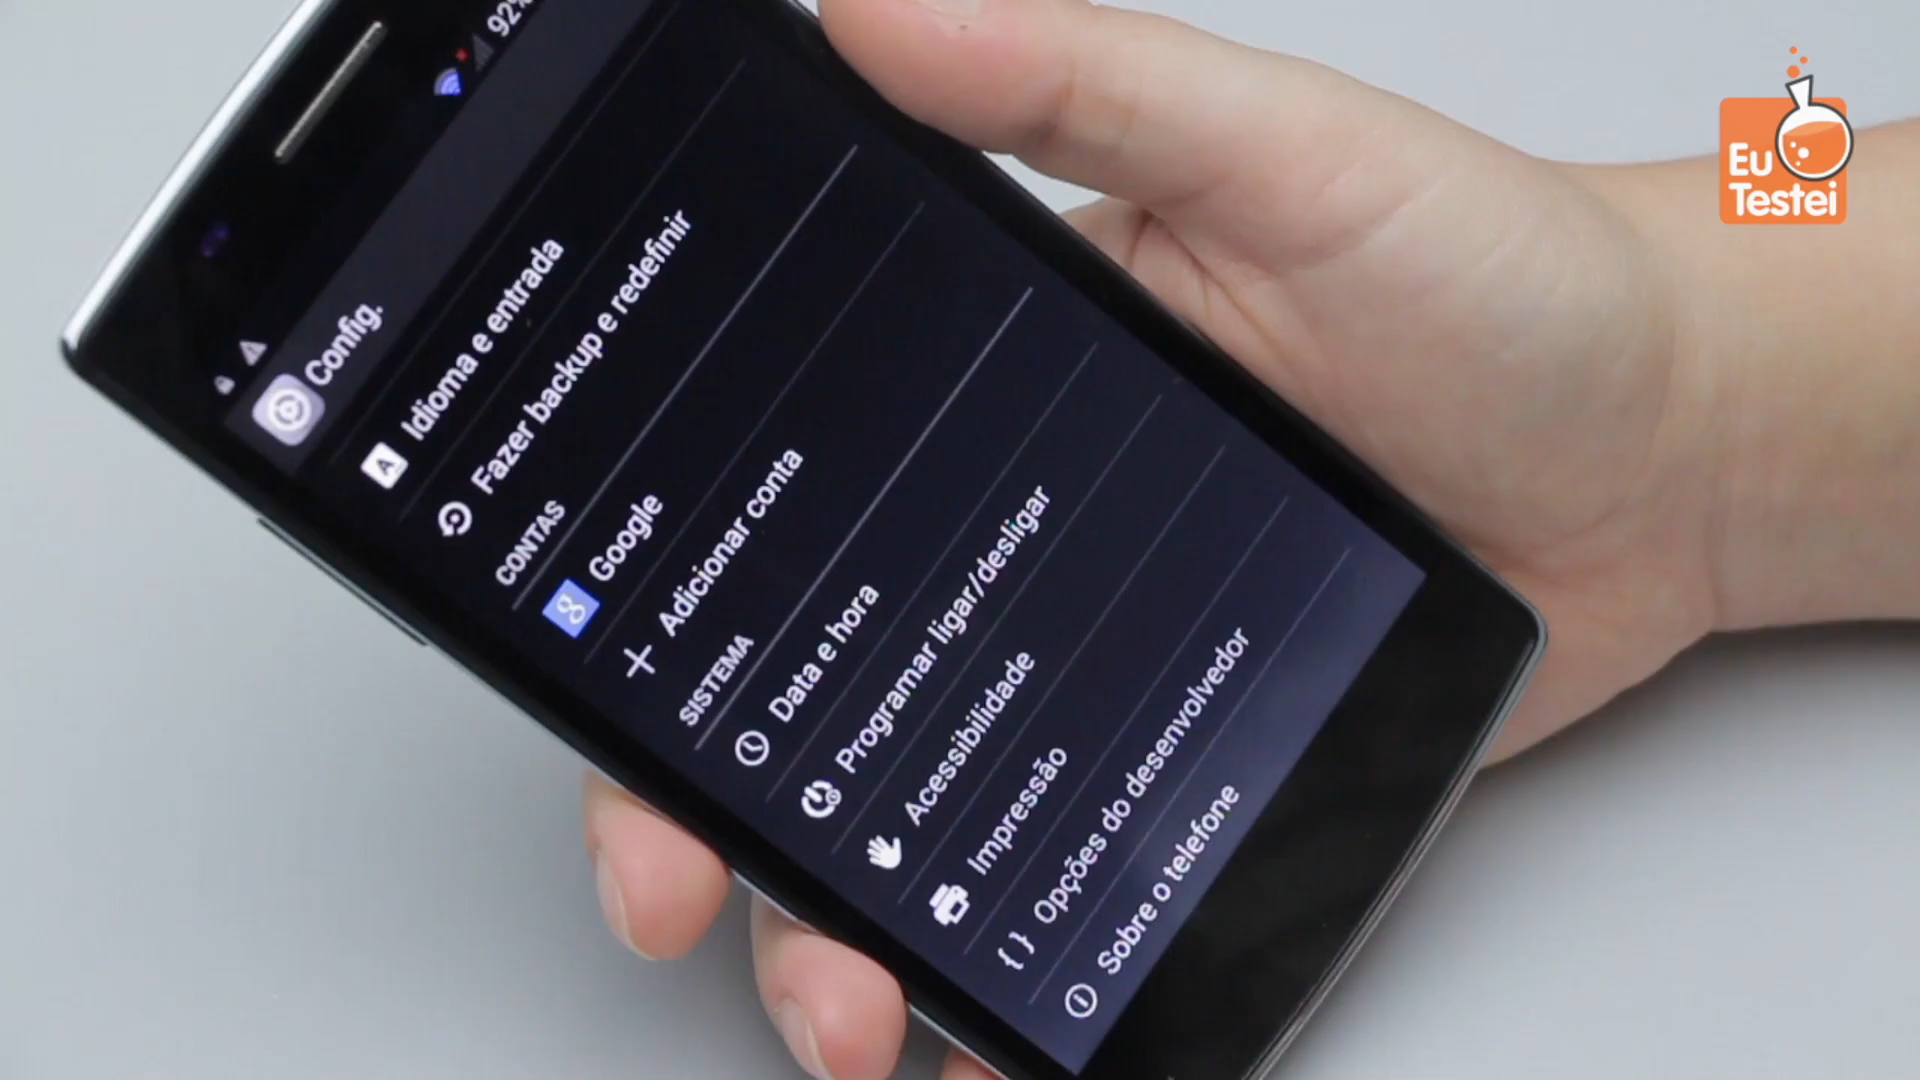 92%
Config.
Idioma e entrada
Fazer backup e redefinir
CONTAS
Google
Adicionar conta
SISTEMA
Data e hora
Programar ligar/desligar
Acessibilidade
Impressão
Opções do desenvolvedor
Sobre o telefone
Eu
Testei